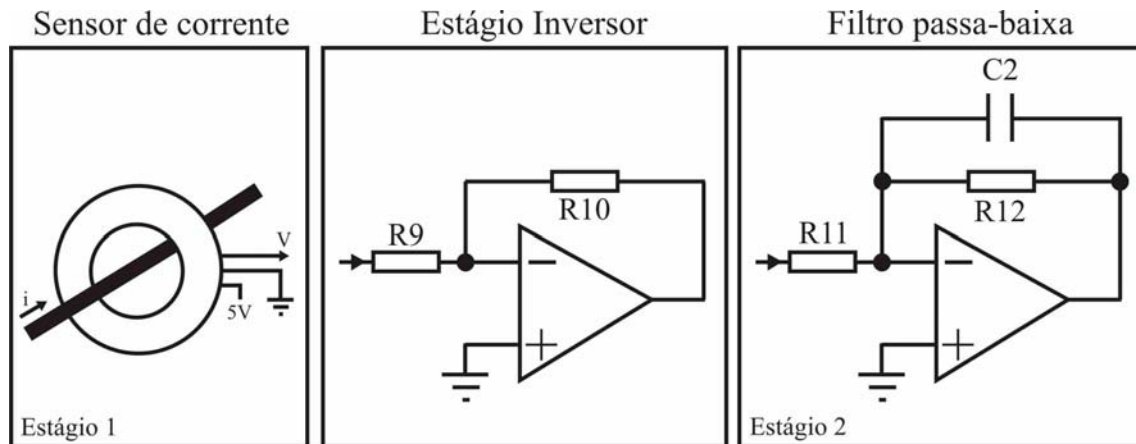 Sensor de corrente
i
V
5V
Estágio 1
Estágio Inversor
R9
R10
Filtro passa-baixa
C2
R12
R11
Estágio 2